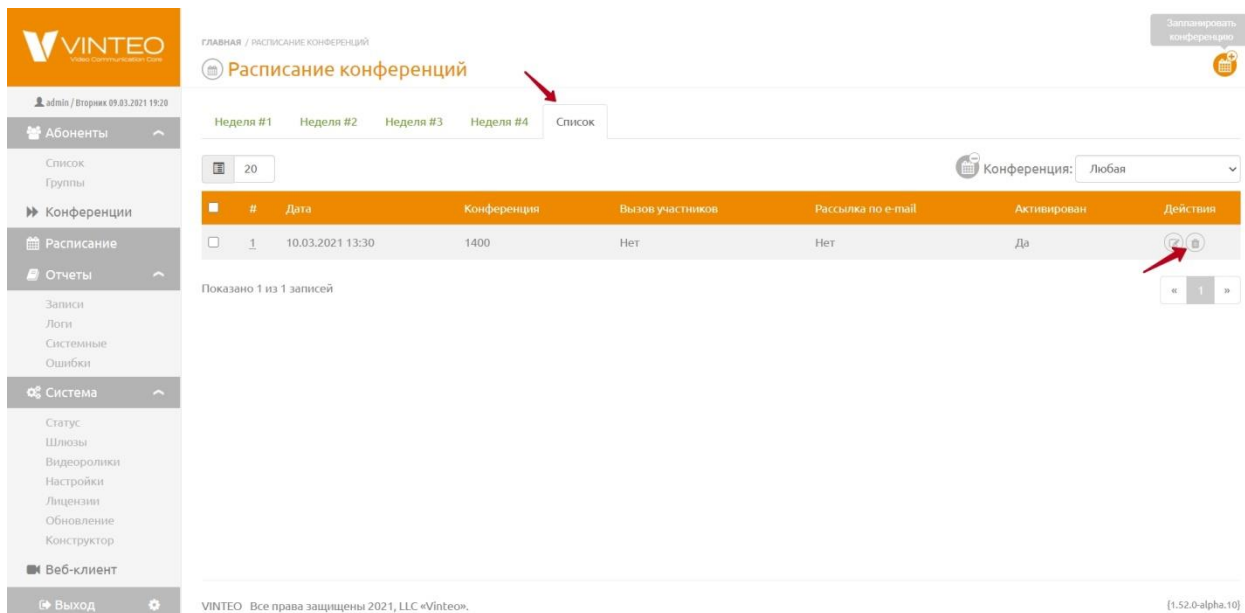 VINTEO
Video Communication Core
admin / Вторник 09.03.2021 19:20
Абоненты
Список
Группы
Конференции
Расписание
Отчеты
Записи
Логи
Системные
Ошибки
Система
Статус
Шлюзы
Видеоролики
Настройки
Лицензии
Обновление
Конструктор
Веб-клиент
Выход
ГЛАВНАЯ / РАСПИСАНИЕ КОНФЕРЕНЦИЙ
Расписание конференций
Запланировать
конференцию
Неделя #1 Неделя #2 Неделя #3 Неделя #4 Список
20 Конференция: Любая
# Дата Конференция Вызов участников Рассылка по e-mail Активирован Действия
1 10.03.2021 13:30 1400 Нет Нет Да
Показано 1 из 1 записей « 1 »
VINTEO Все права защищены 2021, LLC «Vinteo». {1.52.0-alpha.10}